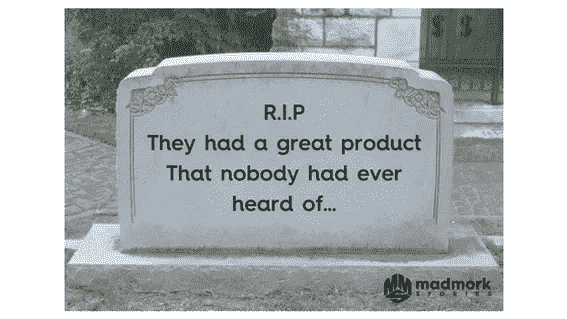 R.I.P
They had a great product
That nobody had ever
heard of...
madmork
STORIES